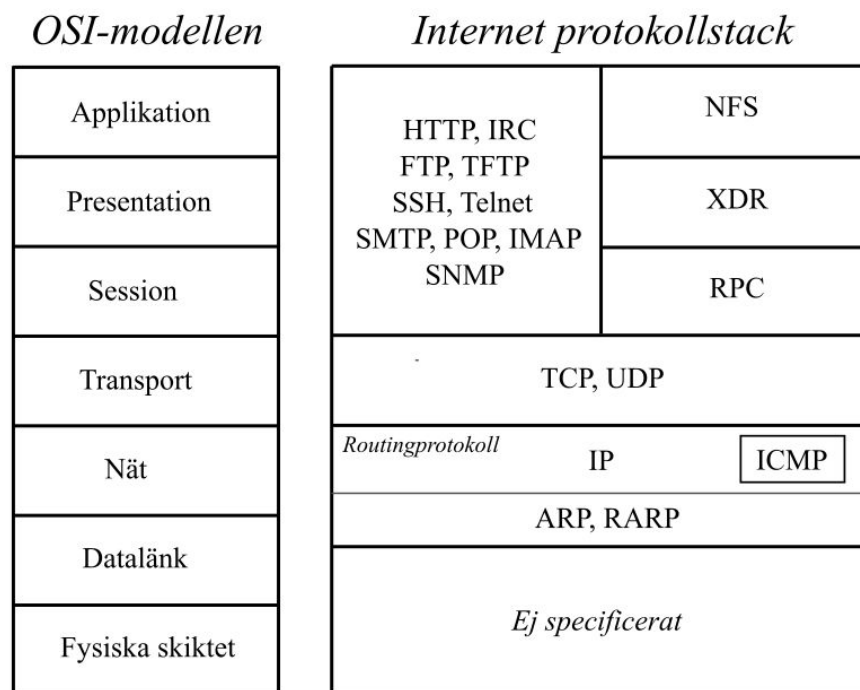 OSI-modellen
Applikation
Presentation
Session
Transport
Nät
Datalänk
Fysiska skiktet
Internet protokollstack
HTTP, IRC
FTP, TFTP
SSH, Telnet
SMTP, POP, IMAP
SNMP
NFS
XDR
RPC
TCP, UDP
Routingprotokoll
IP
ICMP
ARP, RARP
Ej specificerat